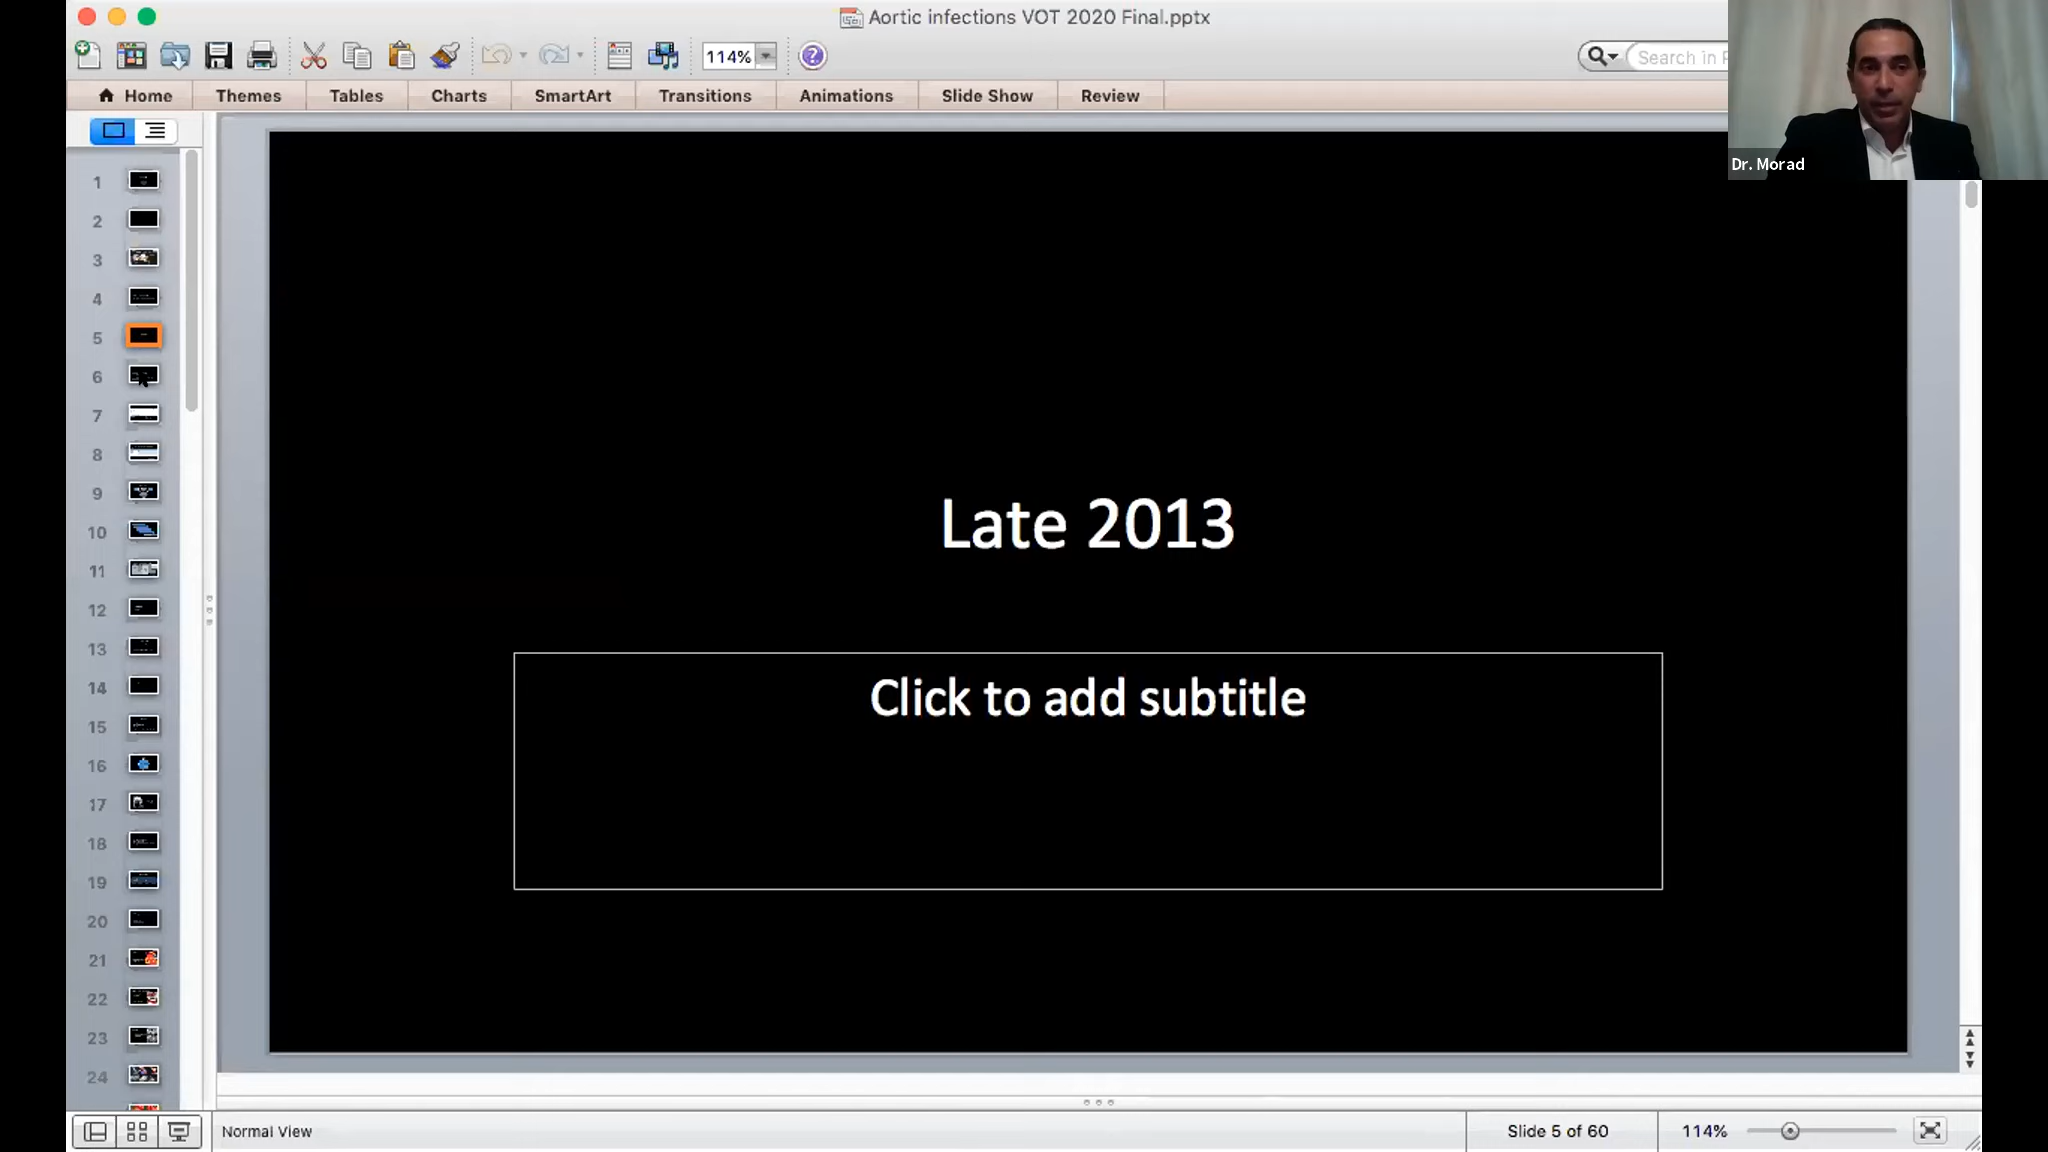 Aortic infections VOT 2020 Final.pptx
114%
Search in
Home
Themes
Tables
Charts
SmartArt
Transitions
Animations
Slide Show
Review
Dr. Morad
1
2
3
4
5
6
7
8
9
10
11
12
13
14
15
16
17
18
19
20
21
22
23
24
Late 2013
Click to add subtitle
Normal View
Slide 5 of 60
114%